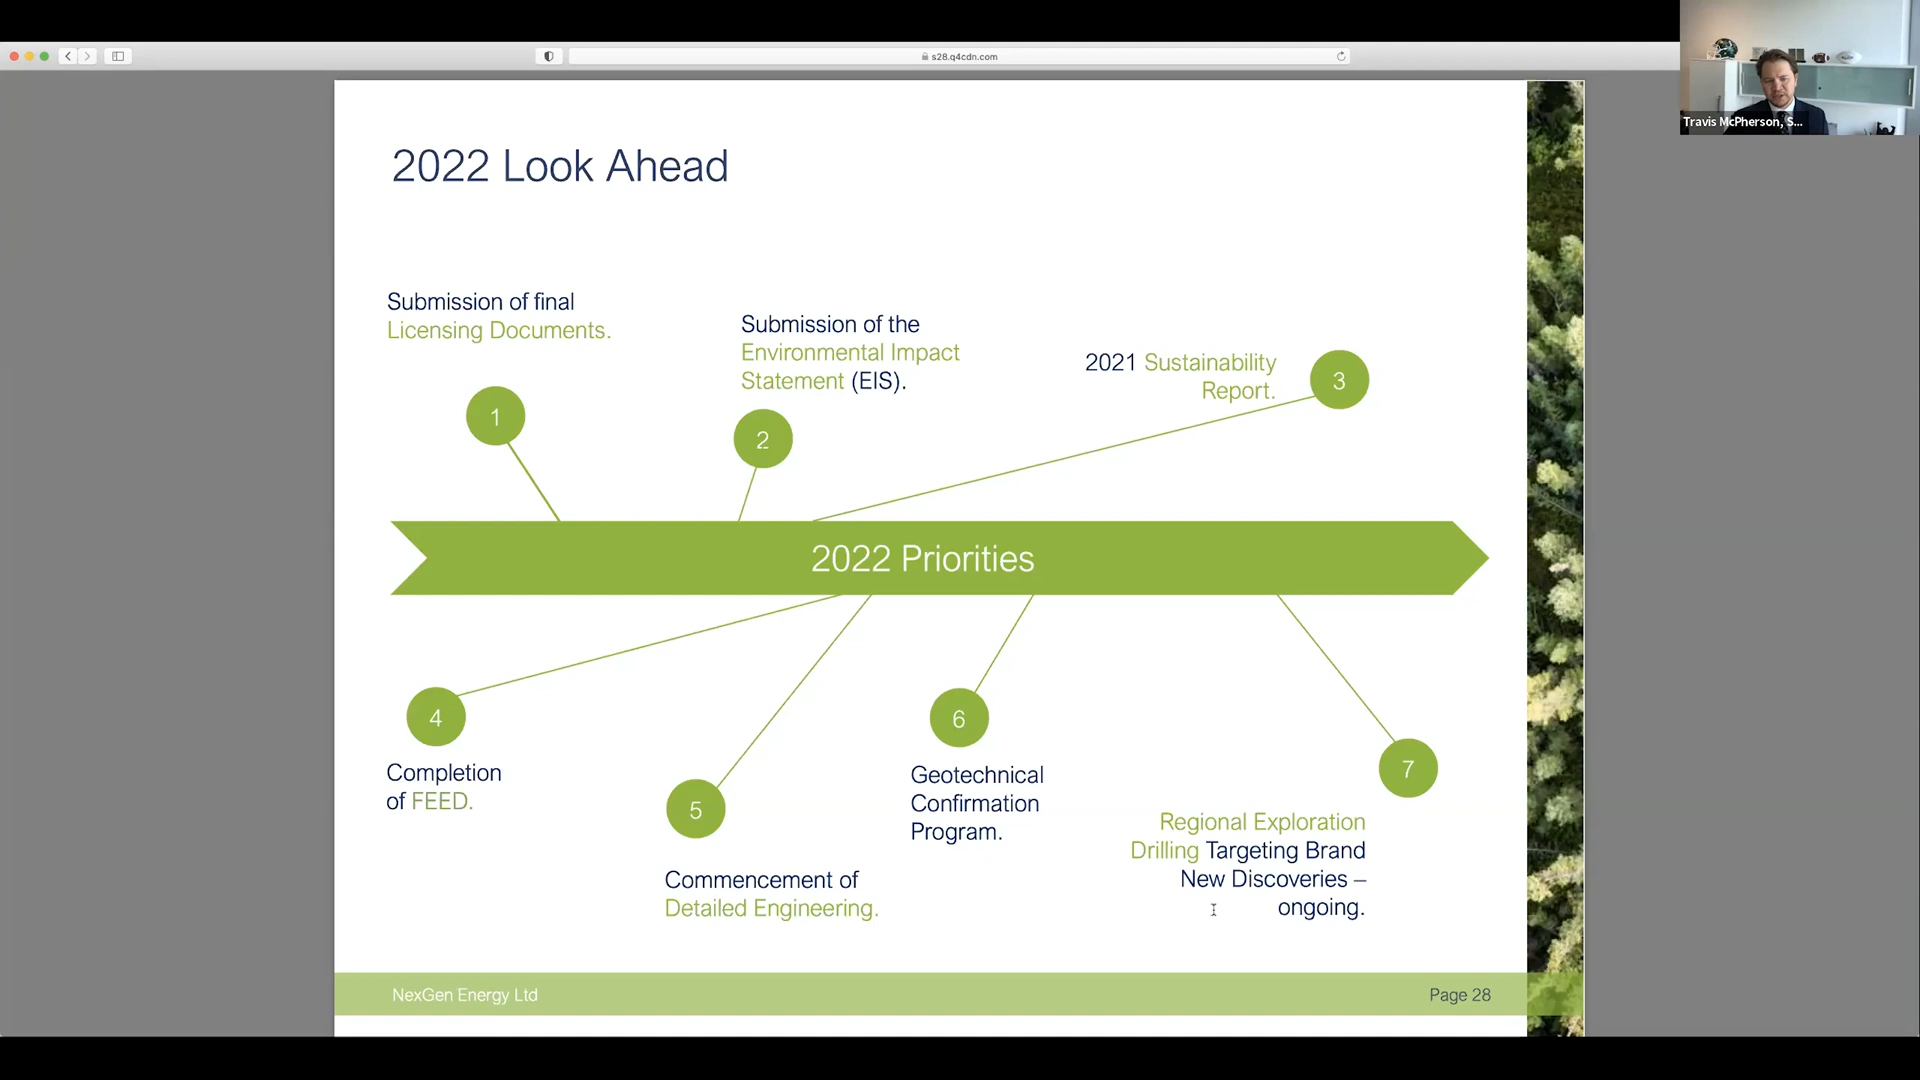 s28.q4cdn.com
Travis McPherson, S...
2022 Look Ahead
Submission of final
Licensing Documents.
1
Submission of the
Environmental Impact
Statement (EIS).
2
2021 Sustainability
Report.
3
2022 Priorities
4
Completion
of FEED.
5
Commencement of
Detailed Engineering.
6
Geotechnical
Confirmation
Program.
7
Regional Exploration
Drilling Targeting Brand
New Discoveries –
ongoing.
NexGen Energy Ltd
Page 28